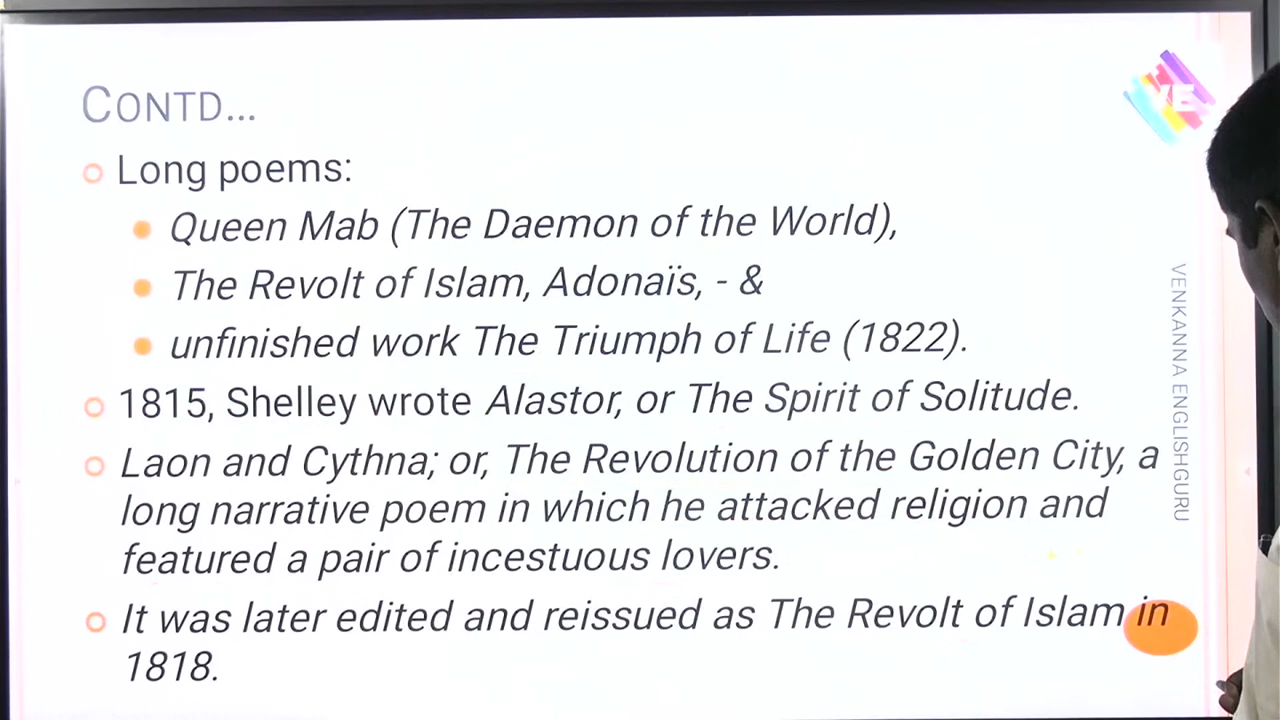 CONTD...
Long poems:
Queen Mab (The Daemon of the World),
The Revolt of Islam, Adonaïs, - &
unfinished work The Triumph of Life (1822).
1815, Shelley wrote Alastor, or The Spirit of Solitude.
Laon and Cythna; or, The Revolution of the Golden City, a
long narrative poem in which he attacked religion and
featured a pair of incestuous lovers.
It was later edited and reissued as The Revolt of Islam in
1818.
VENKANNA ENGLISHGURU